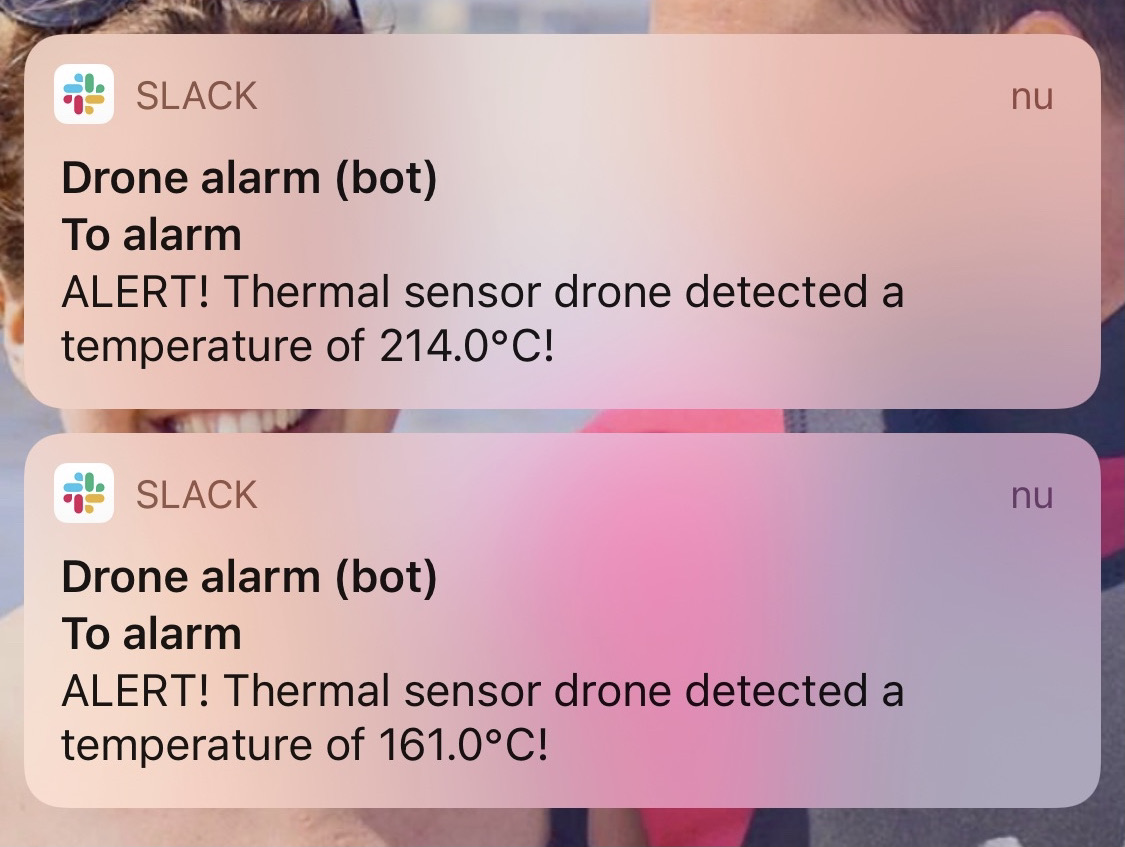 SLACK nu
Drone alarm (bot)
To alarm
ALERT! Thermal sensor drone detected a
temperature of 214.0°C!
SLACK nu
Drone alarm (bot)
To alarm
ALERT! Thermal sensor drone detected a
temperature of 161.0°C!